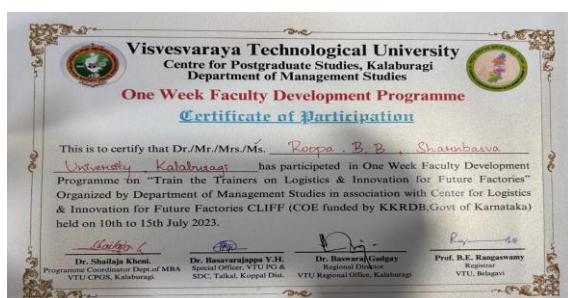 Visvesvaraya Technological University
Centre for Postgraduate Studies, Kalaburagi
Department of Management Studies
One Week Faculty Development Programme
Certificate of Participation
This is to certify that Dr./Mr./Mrs./Ms. Roopa . B. B , Sharnbasva
University Kalaburagi has participeted in One Week Faculty Development
Programme on "Train the Trainers on Logistics & Innovation for Future Factories"
Organized by Department of Management Studies in association with Center for Logistics
& Innovation for Future Factories CLIFF (COE funded by KKRDB,Govt of Karnataka)
held on 10th to 15th July 2023.
Dr. Shailaja Kheni. Dr. Basavarajappa Y.H. Dr. Baswaraj Gadgay Prof. B.E. Rangaswamy
Programme Coordinator Dept.of MBA Special Officer, VTU PG & Regional Director Registrar
VTU CPGS, Kalaburagi. SDC, Talkal, Koppal Dist. VTU Regional Office, Kalaburagi VTU, Belagavi